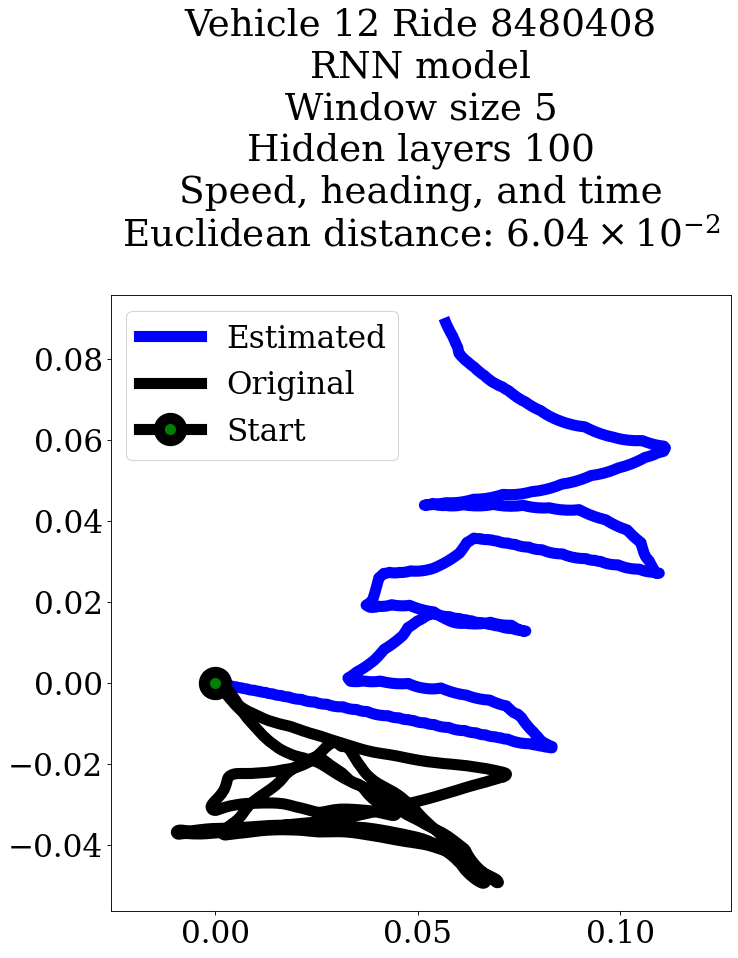 Vehicle 12 Ride 8480408
RNN model
Window size 5
Hidden layers 100
Speed, heading, and time
Euclidean distance: 6.04 × 10⁻²
Estimated
Original
Start
0.08
0.06
0.04
0.02
0.00
−0.02
−0.04
0.00 0.05 0.10